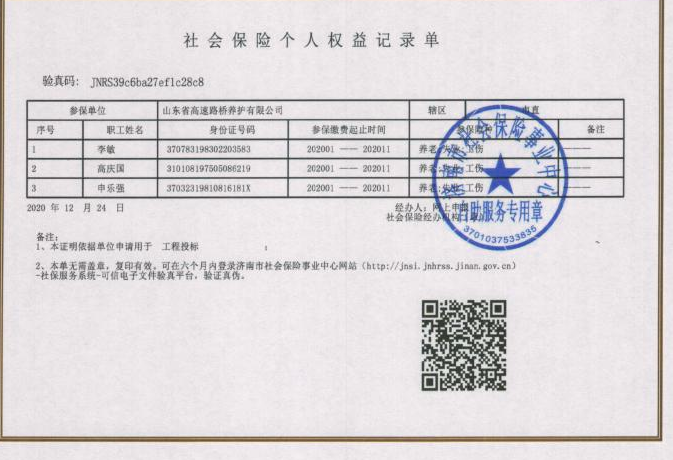 社会保险个人权益记录单
验真码: JNRS39c6ba27ef1c28c8
参保单位 山东省高速路桥养护有限公司 辖区 市直
序号 职工姓名 身份证号码 参保缴费起止时间 参保险种 备注
1 李敏 370783198302203583 202001 —— 202011 养老,失业,工伤 ———
2 高庆国 310108197505086219 202001 —— 202011 养老,失业,工伤 ———
3 申乐强 37032319810816181X 202001 —— 202011 养老,失业,工伤 ———
2020 年 12 月 24 日 经办人: 网上申
社会保险经办机构
济南市社会保险事业中心
自助服务专用章
3701037533835
备注:
1、本证明依据单位申请用于 工程投标 ;
2、本单无需盖章,复印有效。可在六个月内登录济南市社会保险事业中心网站(http://jnsi.jnhrss.jinan.gov.cn)
-社保服务系统-可信电子文件验真平台,验证真伪。